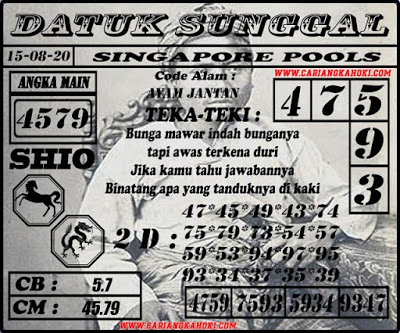 DATUK SUNGGAL
15-08-20 SINGAPORE POOLS
WWW.CARIANGKAHOKI.COM
ANGKA MAIN
4579
SHIO
Code Alam :
AYAM JANTAN
TEKA-TEKI :
Bunga mawar indah bunganya
tapi awas terkena duri
Jika kamu tahu jawabannya
Binatang apa yang tanduknya di kaki
4 7 5
9
3
2D :
47*45*49*43*74
75*79*73*54*57
59*53*94*97*95
93*34*37*35*39
CB : 5.7
CM : 45.79
4759 7593 5934 9347
WWW.CARIANGKAHOKI.COM